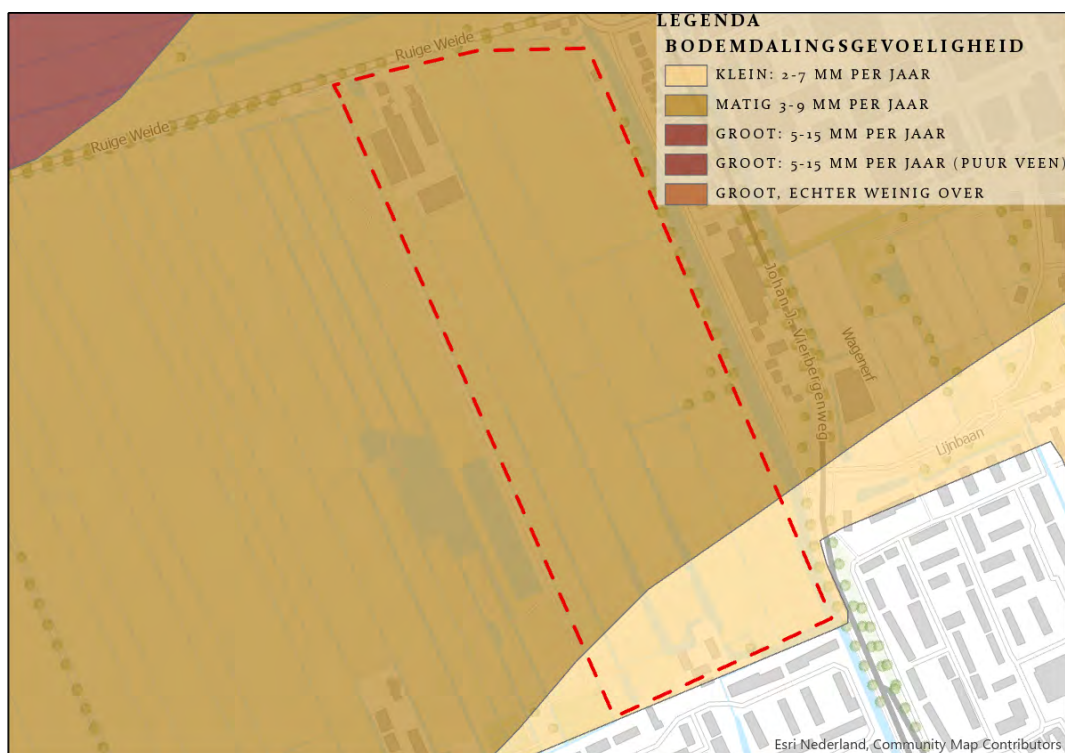 LEGENDA
BODEMDALINGSGEVOELIGHEID
KLEIN: 2-7 MM PER JAAR
MATIG 3-9 MM PER JAAR
GROOT: 5-15 MM PER JAAR
GROOT: 5-15 MM PER JAAR (PUUR VEEN)
GROOT, ECHTER WEINIG OVER
Ruige Weide
Ruige Weide
Johan J. Vierbergenweg
Wagenerf
Lijnbaan
Esri Nederland, Community Map Contributors